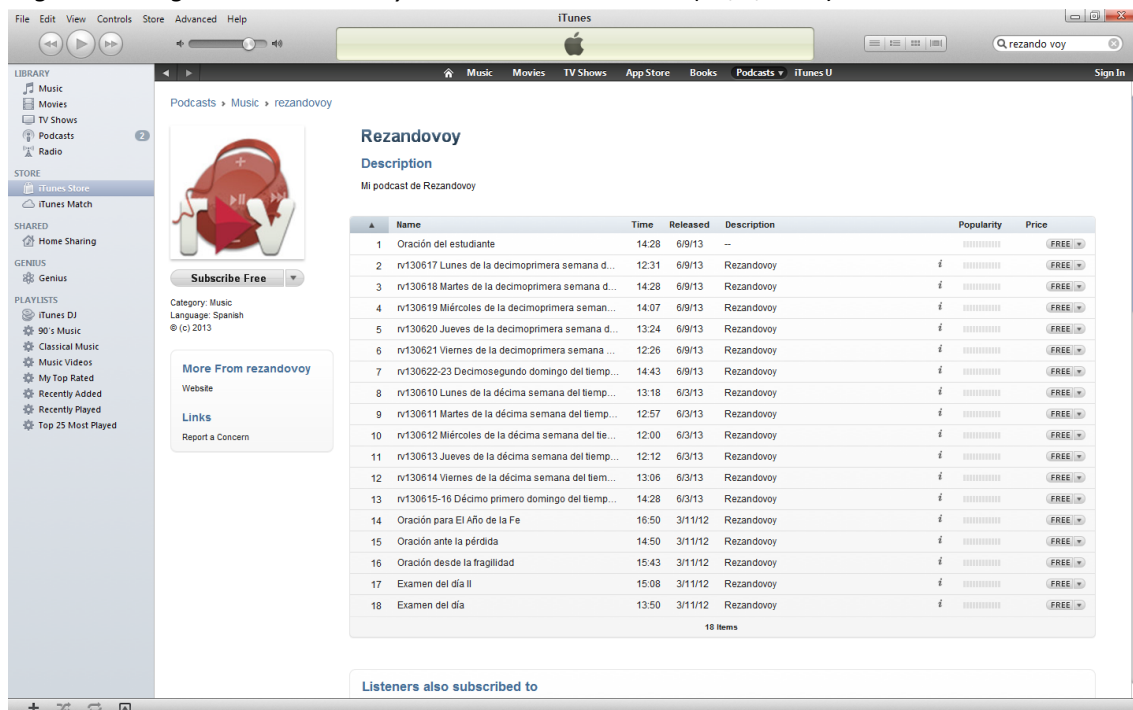 File Edit View Controls Store Advanced Help
iTunes
rezando voy
LIBRARY
Music
Movies
TV Shows
Podcasts 2
Radio
STORE
iTunes Store
iTunes Match
SHARED
Home Sharing
GENIUS
Genius
PLAYLISTS
iTunes DJ
90's Music
Classical Music
Music Videos
My Top Rated
Recently Added
Recently Played
Top 25 Most Played
Music Movies TV Shows App Store Books Podcasts iTunes U Sign In
Podcasts › Music › rezandovoy
rv
Subscribe Free
Category: Music
Language: Spanish
© (c) 2013
More From rezandovoy
Website
Links
Report a Concern
Rezandovoy
Description
Mi podcast de Rezandovoy
Name Time Released Description Popularity Price
1 Oración del estudiante 14:28 6/9/13 -- FREE
2 rv130617 Lunes de la decimoprimera semana d... 12:31 6/9/13 Rezandovoy i FREE
3 rv130618 Martes de la decimoprimera semana d... 14:28 6/9/13 Rezandovoy i FREE
4 rv130619 Miércoles de la decimoprimera seman... 14:07 6/9/13 Rezandovoy i FREE
5 rv130620 Jueves de la decimoprimera semana d... 13:24 6/9/13 Rezandovoy i FREE
6 rv130621 Viernes de la decimoprimera semana ... 12:26 6/9/13 Rezandovoy i FREE
7 rv130622-23 Decimosegundo domingo del tiemp... 14:43 6/9/13 Rezandovoy i FREE
8 rv130610 Lunes de la décima semana del tiemp... 13:18 6/3/13 Rezandovoy i FREE
9 rv130611 Martes de la décima semana del tiemp... 12:57 6/3/13 Rezandovoy i FREE
10 rv130612 Miércoles de la décima semana del tie... 12:00 6/3/13 Rezandovoy i FREE
11 rv130613 Jueves de la décima semana del tiemp... 12:12 6/3/13 Rezandovoy i FREE
12 rv130614 Viernes de la décima semana del tiem... 13:06 6/3/13 Rezandovoy i FREE
13 rv130615-16 Décimo primero domingo del tiemp... 14:28 6/3/13 Rezandovoy i FREE
14 Oración para El Año de la Fe 16:50 3/11/12 Rezandovoy i FREE
15 Oración ante la pérdida 14:50 3/11/12 Rezandovoy i FREE
16 Oración desde la fragilidad 15:43 3/11/12 Rezandovoy i FREE
17 Examen del día II 15:08 3/11/12 Rezandovoy i FREE
18 Examen del día 13:50 3/11/12 Rezandovoy i FREE
18 Items
Listeners also subscribed to